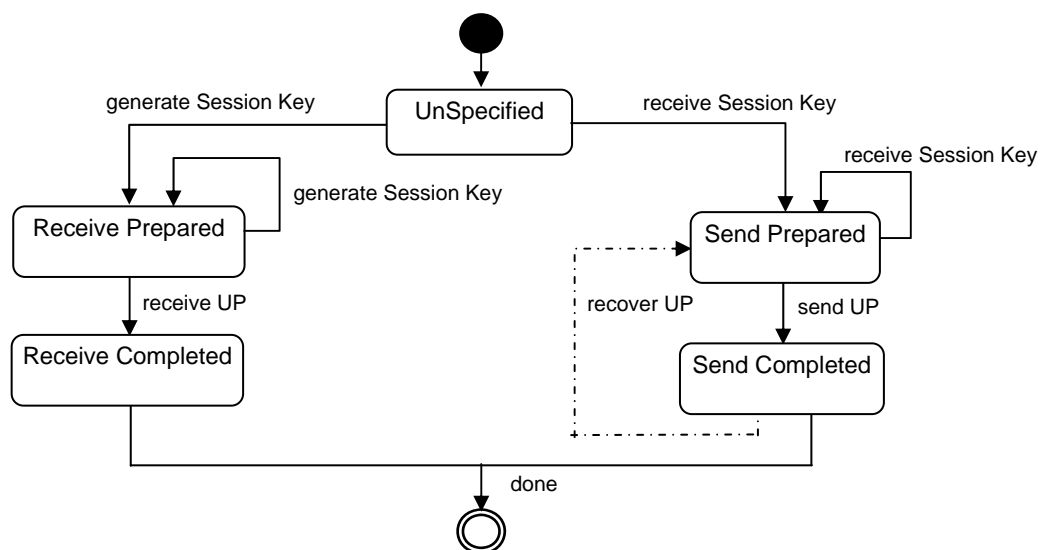 generate Session Key
UnSpecified
receive Session Key
receive Session Key
generate Session Key
Receive Prepared
Send Prepared
receive UP
recover UP
send UP
Receive Completed
Send Completed
done